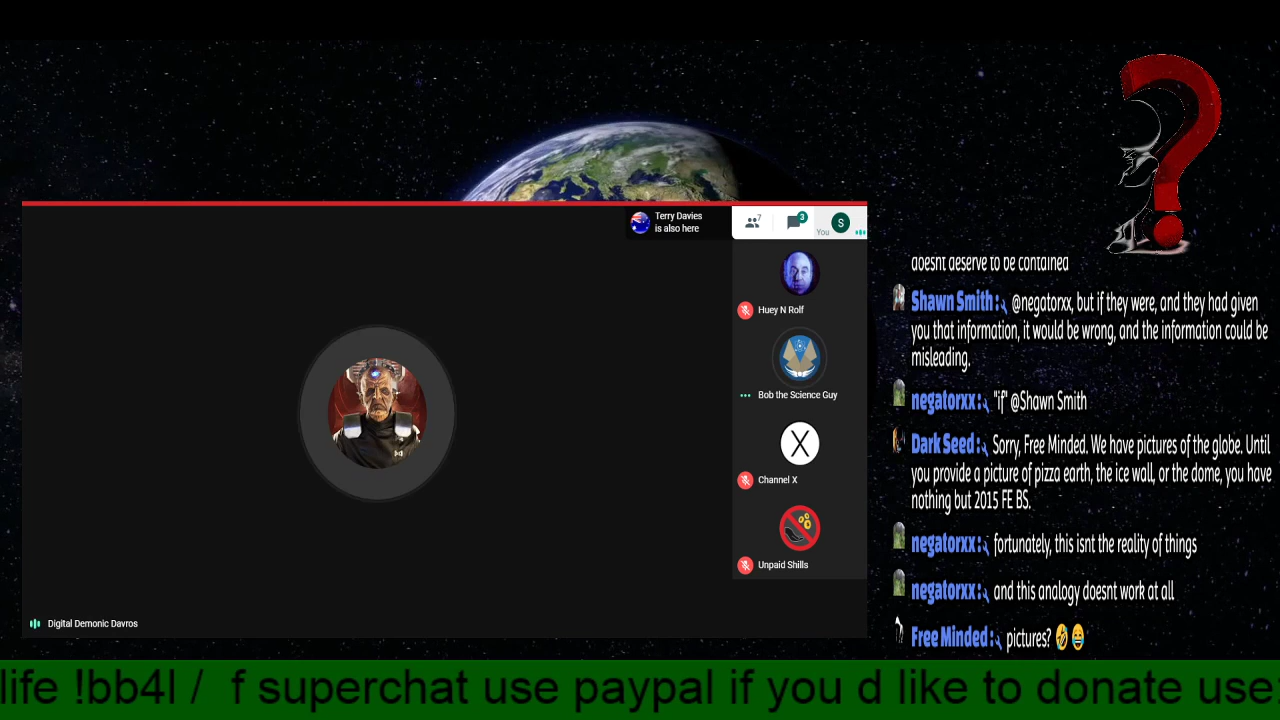 Terry Davies
is also here
7
3
You
S
Huey N Rolf
Bob the Science Guy
X
Channel X
Unpaid Shills
Digital Demonic Davros
?
doesnt deserve to be contained
Shawn Smith: @negatorxx, but if they were, and they had given
you that information, it would be wrong, and the information could be
misleading.
negatorxx: "if" @Shawn Smith
Dark Seed: Sorry, Free Minded. We have pictures of the globe. Until
you provide a picture of pizza earth, the ice wall, or the dome, you have
nothing but 2015 FE BS.
negatorxx: fortunately, this isnt the reality of things
negatorxx: and this analogy doesnt work at all
Free Minded: pictures? 🤣😂
life !bb4l / f superchat use paypal if you d like to donate use: